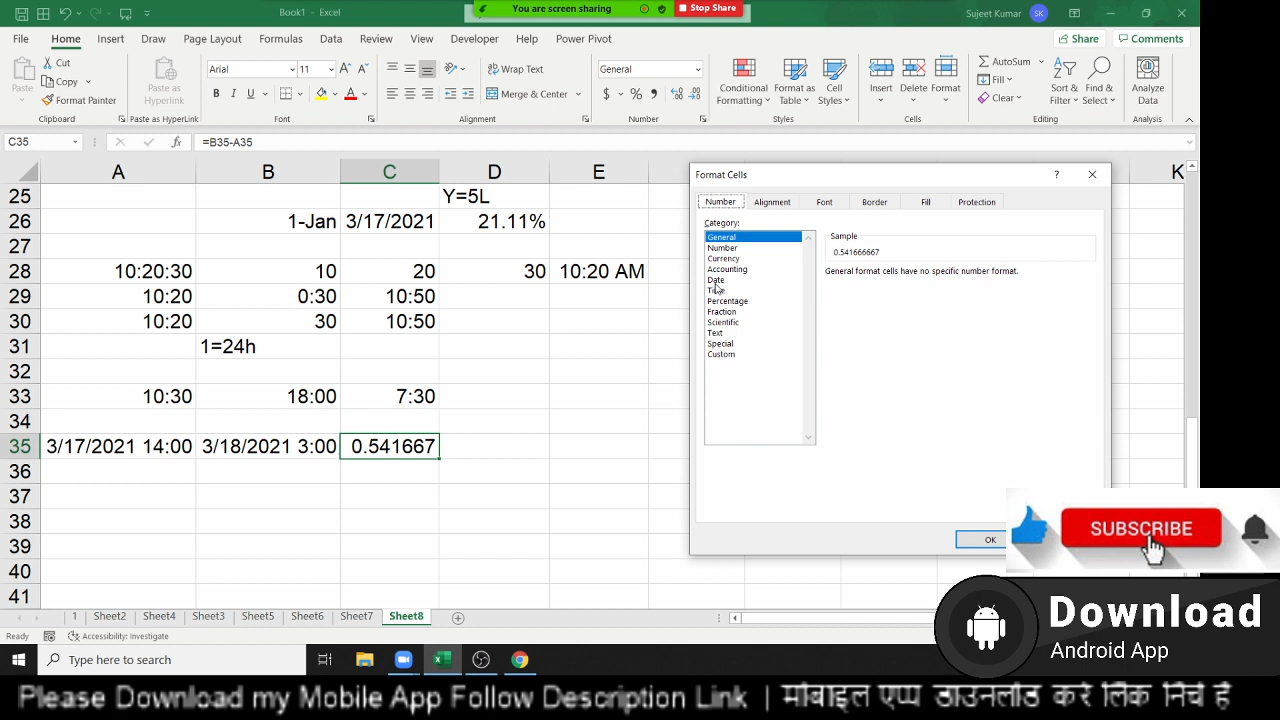 Book1 - Excel
You are screen sharing
Stop Share
Sujeet Kumar
SK
File Home Insert Draw Page Layout Formulas Data Review View Developer Help Power Pivot
Share
Comments
Paste
Cut
Copy
Format Painter
Clipboard
Paste as
Hyperlink
Paste as Hyperlink
Arial
11
B I U
Font
Wrap Text
Merge & Center
Alignment
General
$ % ,
Number
Conditional
Formatting
Format as
Table
Cell
Styles
Styles
Insert
Delete
Format
Cells
AutoSum
Fill
Clear
Sort &
Filter
Find &
Select
Editing
Analyze
Data
Analysis
C35
fx
=B35-A35
A B C D E K
25 Y=5L
26 1-Jan 3/17/2021 21.11%
27
28 10:20:30 10 20 30 10:20 AM
29 10:20 0:30 10:50
30 10:20 30 10:50
31 1=24h
32
33 10:30 18:00 7:30
34
35 3/17/2021 14:00 3/18/2021 3:00 0.541667
36
37
38
39
40
41
Format Cells
?
Number Alignment Font Border Fill Protection
Category:
General
Number
Currency
Accounting
Date
Percentage
Fraction
Scientific
Text
Special
Custom
Sample
0.541666667
General format cells have no specific number format.
OK
SUBSCRIBE
Download
Android App
1 Sheet2 Sheet4 Sheet3 Sheet5 Sheet6 Sheet7 Sheet8
Ready
Accessibility: Investigate
Type here to search
Please Download my Mobile App Follow Description Link | मोबाइल एप्प डाउनलोड करे लिंक निचे है